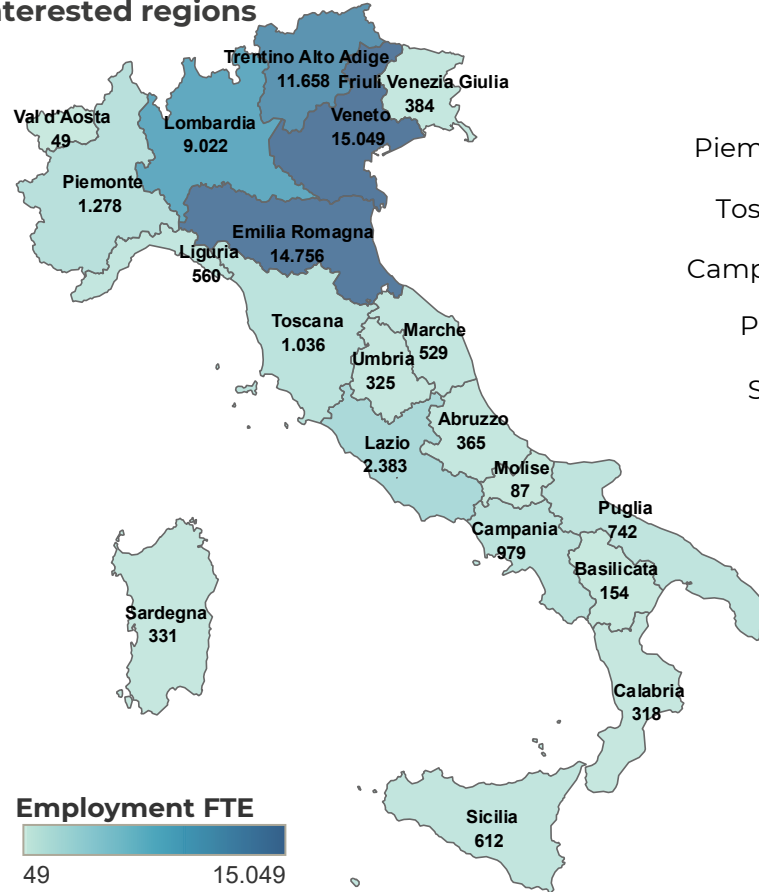 nterested regions
Trentino Alto Adige
11.658
Friuli Venezia Giulia
384
Val d'Aosta
49
Lombardia
9.022
Veneto
15.049
Piem
Piemonte
1.278
Tos
Emilia Romagna
14.756
Liguria
560
Camp
Toscana
1.036
Marche
529
P
Umbria
325
S
Abruzzo
365
Lazio
2.383
Molise
87
Puglia
742
Campania
979
Basilicata
154
Sardegna
331
Calabria
318
Sicilia
612
Employment FTE
49 15.049